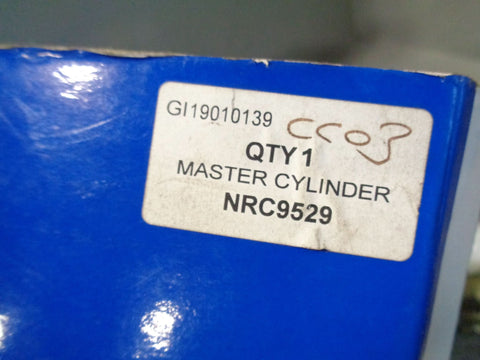 GI19010139 CC03
QTY 1
MASTER CYLINDER
NRC9529